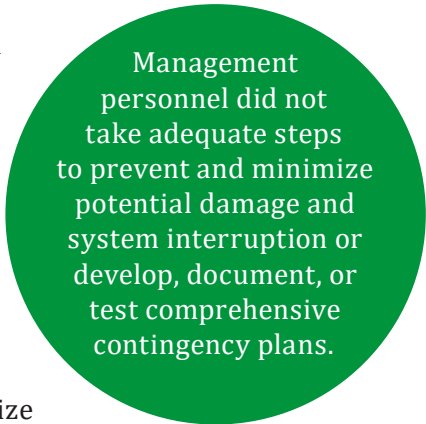 Management
personnel did not
take adequate steps
to prevent and minimize
potential damage and
system interruption or
develop, document, or
test comprehensive
contingency plans.
ize